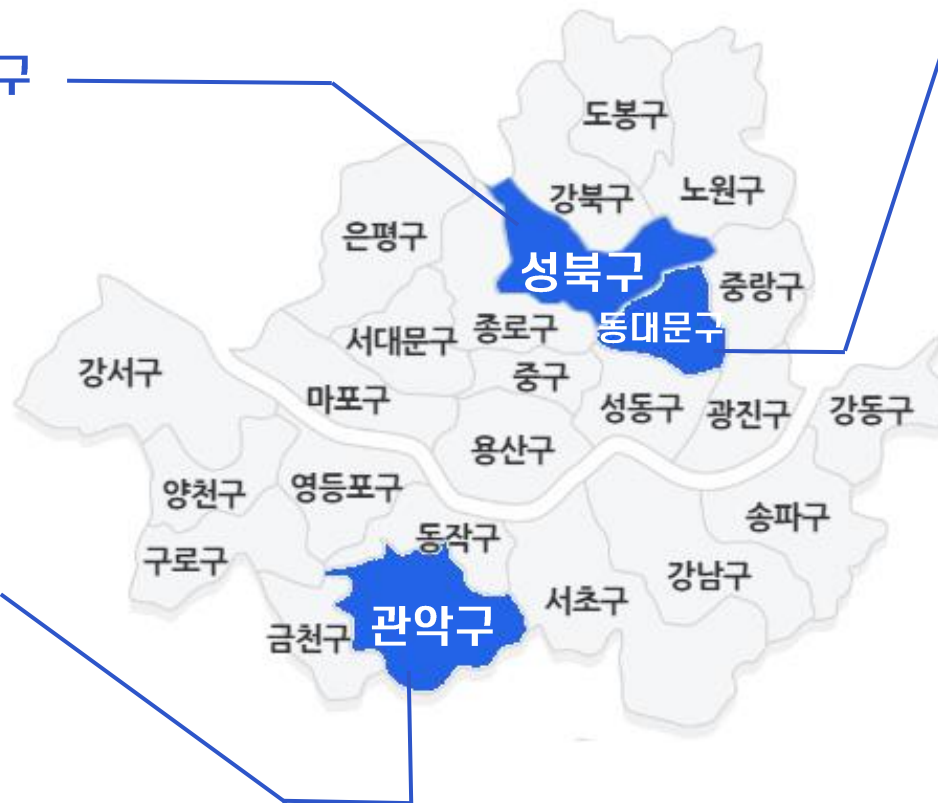 구
도봉구
강북구
노원구
은평구
성북구
중랑구
동대문구
서대문구
종로구
강서구
중구
마포구
성동구
광진구
강동구
용산구
양천구
영등포구
송파구
동작구
구로구
강남구
서초구
관악구
금천구